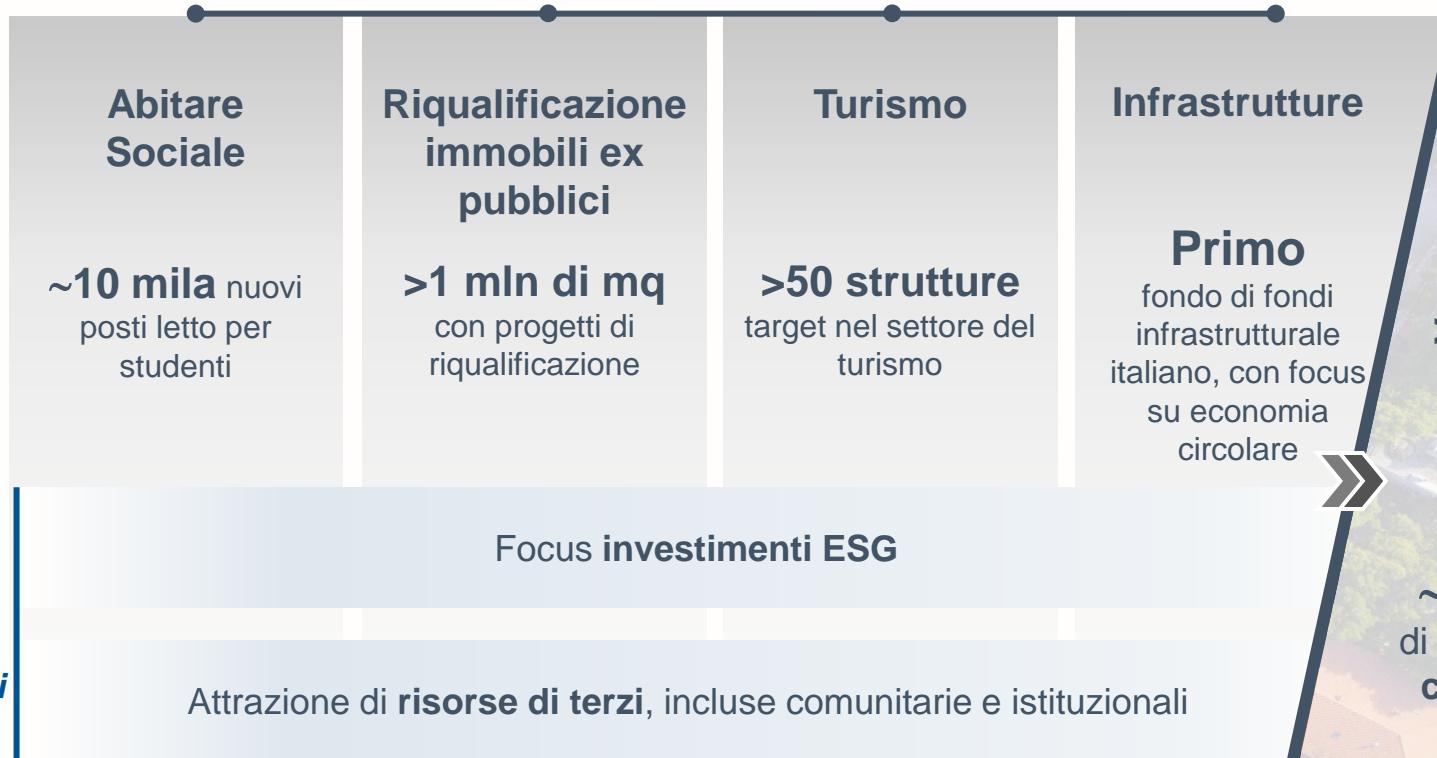 Abitare
Sociale
~10 mila nuovi
posti letto per
studenti
Riqualificazione
immobili ex
pubblici
>1 mln di mq
con progetti di
riqualificazione
Turismo
>50 strutture
target nel settore del
turismo
Infrastrutture
Primo
fondo di fondi
infrastrutturale
italiano, con focus
su economia
circolare
Focus investimenti ESG
Attrazione di risorse di terzi, incluse comunitarie e istituzionali
i
~
di
c